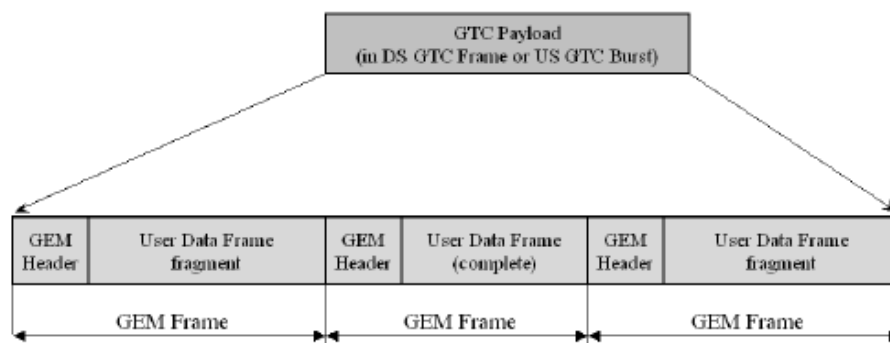 GTC Payload
(in DS GTC Frame or US GTC Burst)
GEM Header
User Data Frame fragment
GEM Header
User Data Frame (complete)
GEM Header
User Data Frame fragment
GEM Frame
GEM Frame
GEM Frame